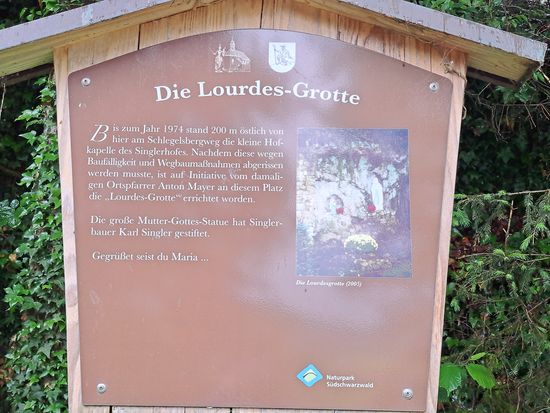 Die Lourdes-Grotte
Bis zum Jahr 1974 stand 200 m östlich von
hier am Schlegelsbergweg die kleine Hof-
kapelle des Singlerhofes. Nachdem diese wegen
Baufälligkeit und Wegbaumaßnahmen abgerissen
werden musste, ist auf Initiative vom dama-
ligen Ortspfarrer Anton Mayer an diesem Platz
die „Lourdes-Grotte“ errichtet worden.
Die große Mutter-Gottes-Statue hat Singler-
bauer Karl Singler gestiftet.
Gegrüßet seist du Maria ...
Die Lourdesgrotte (2005)
Naturpark
Südschwarzwald